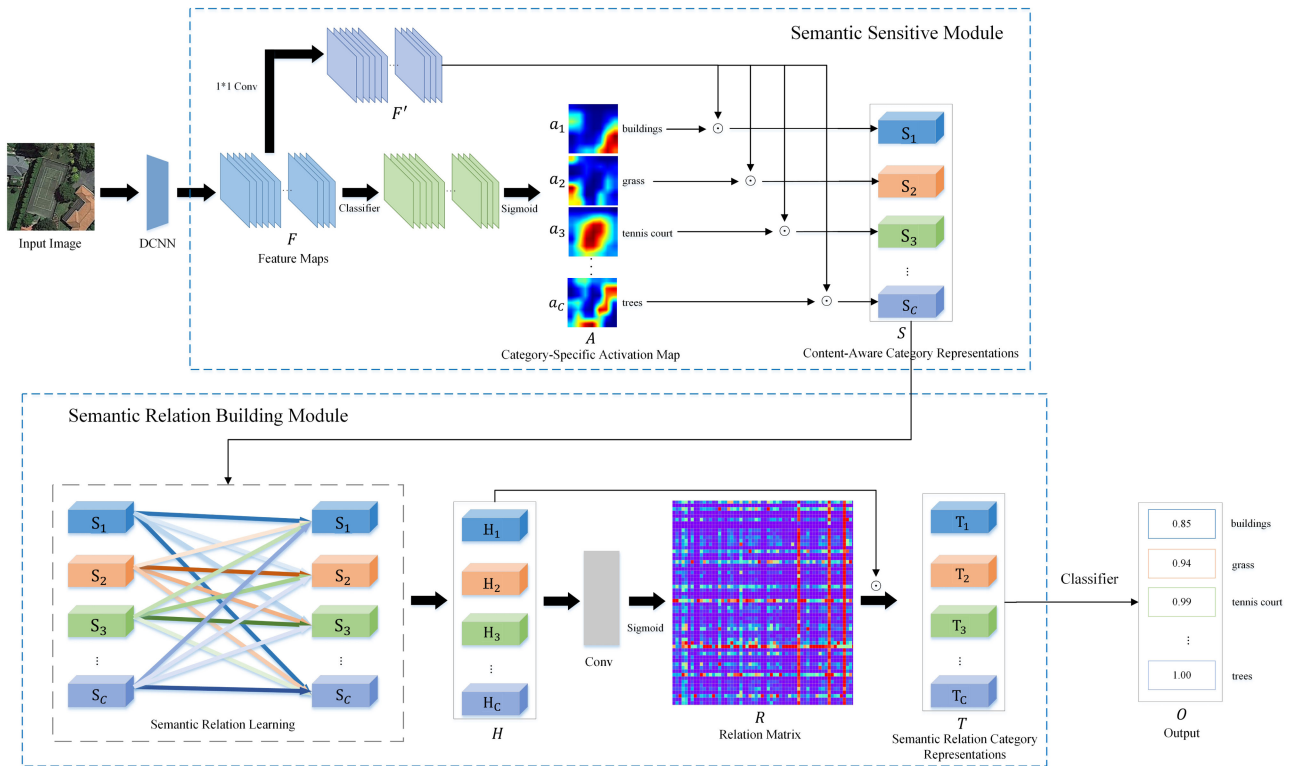 Semantic Sensitive Module
1*1 Conv
F′
a1
buildings
S1
a2
grass
S2
Classifier
Sigmoid
a3
tennis court
S3
Input Image
DCNN
F
Feature Maps
⋮
aC
trees
SC
A
Category-Specific Activation Map
S
Content-Aware Category Representations
Semantic Relation Building Module
S1
S1
S2
S2
S3
S3
⋮
⋮
SC
SC
Semantic Relation Learning
H1
H2
H3
⋮
HC
H
Conv
Sigmoid
R
Relation Matrix
T1
T2
T3
⋮
TC
T
Semantic Relation Category
Representations
Classifier
0.85 buildings
0.94 grass
0.99 tennis court
⋮
1.00 trees
O
Output